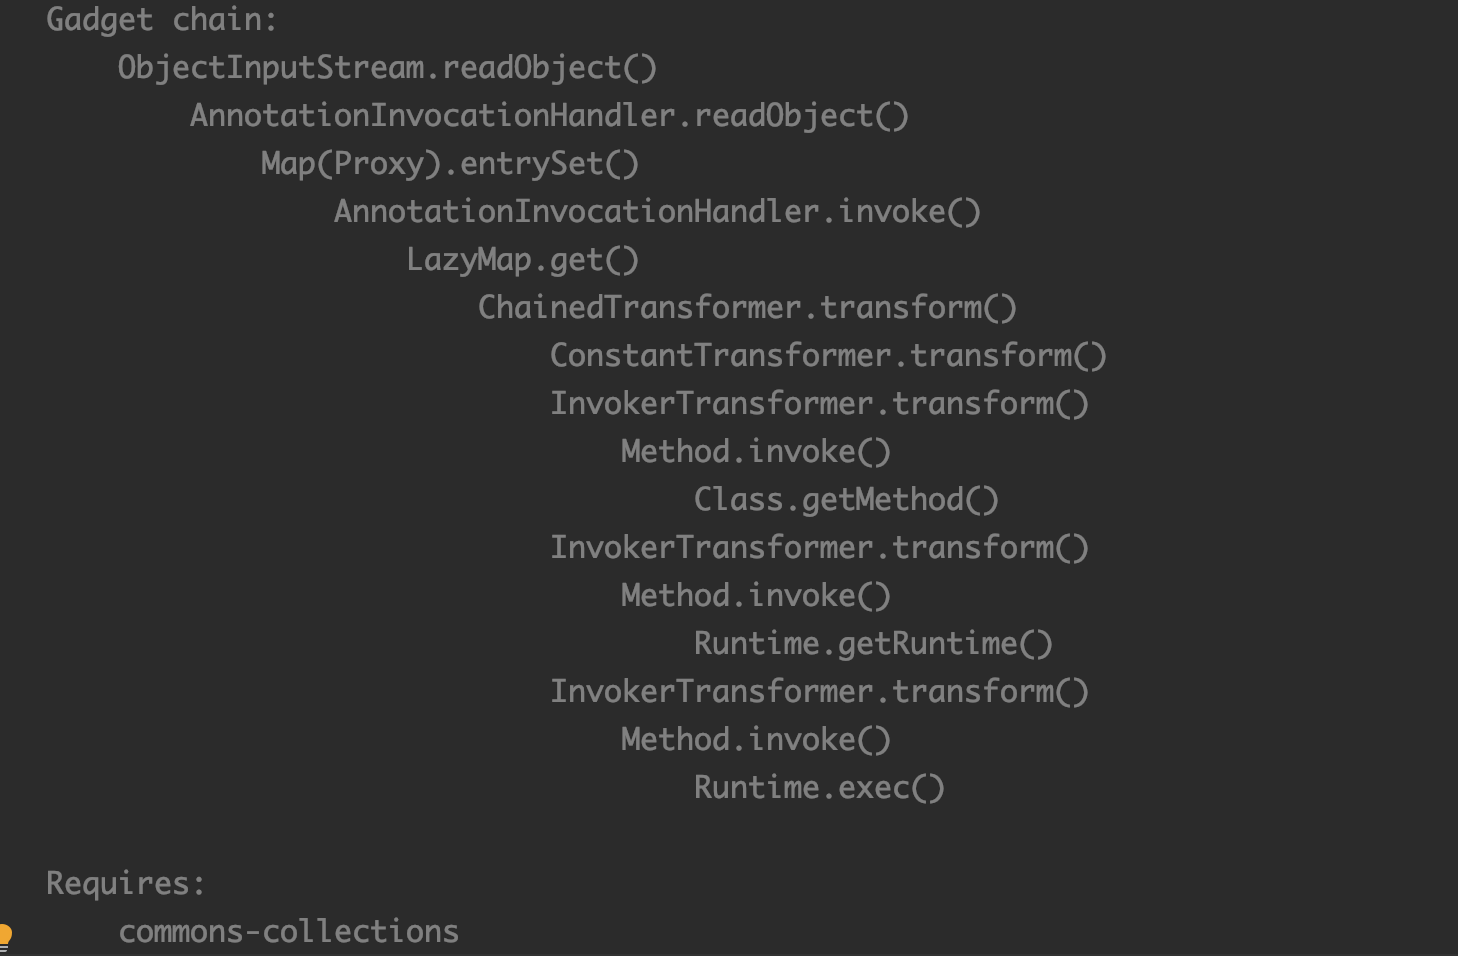 Gadget chain:
ObjectInputStream.readObject()
AnnotationInvocationHandler.readObject()
Map(Proxy).entrySet()
AnnotationInvocationHandler.invoke()
LazyMap.get()
ChainedTransformer.transform()
ConstantTransformer.transform()
InvokerTransformer.transform()
Method.invoke()
Class.getMethod()
InvokerTransformer.transform()
Method.invoke()
Runtime.getRuntime()
InvokerTransformer.transform()
Method.invoke()
Runtime.exec()
Requires:
commons-collections